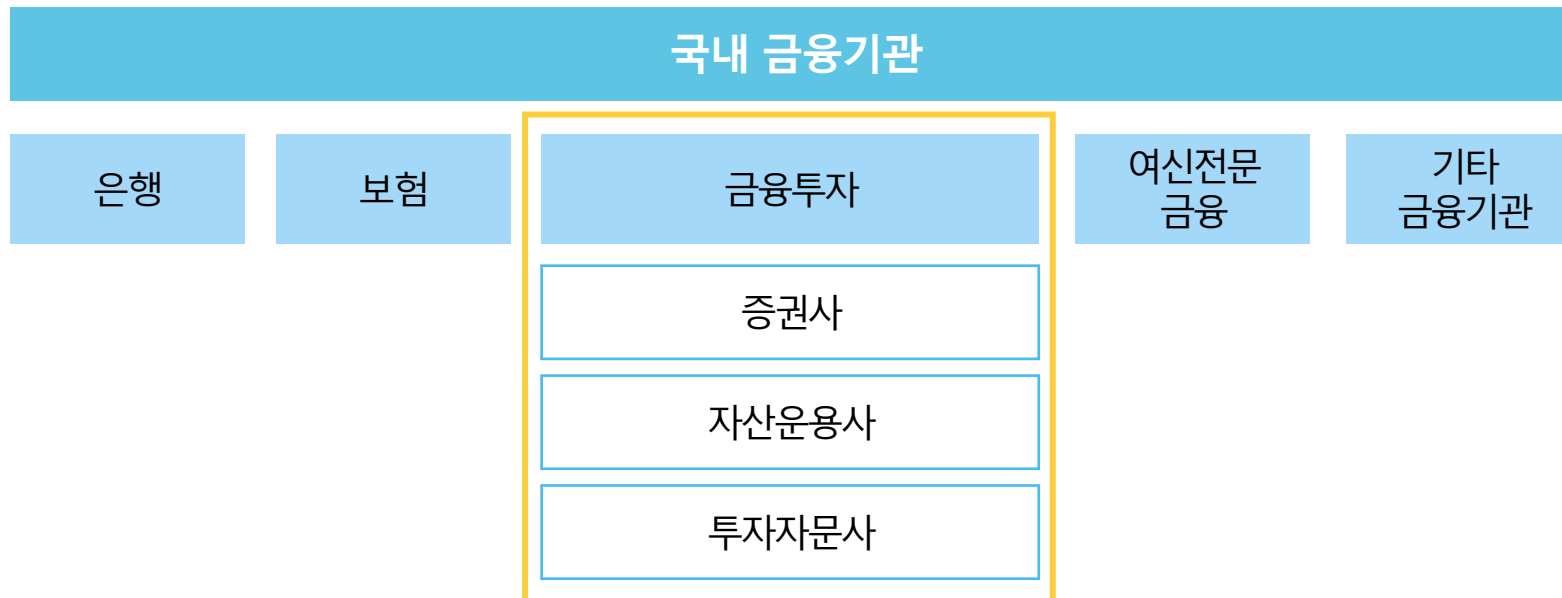 국내 금융기관
은행
보험
금융투자
여신전문
금융
기타
금융기관
증권사
자산운용사
투자자문사